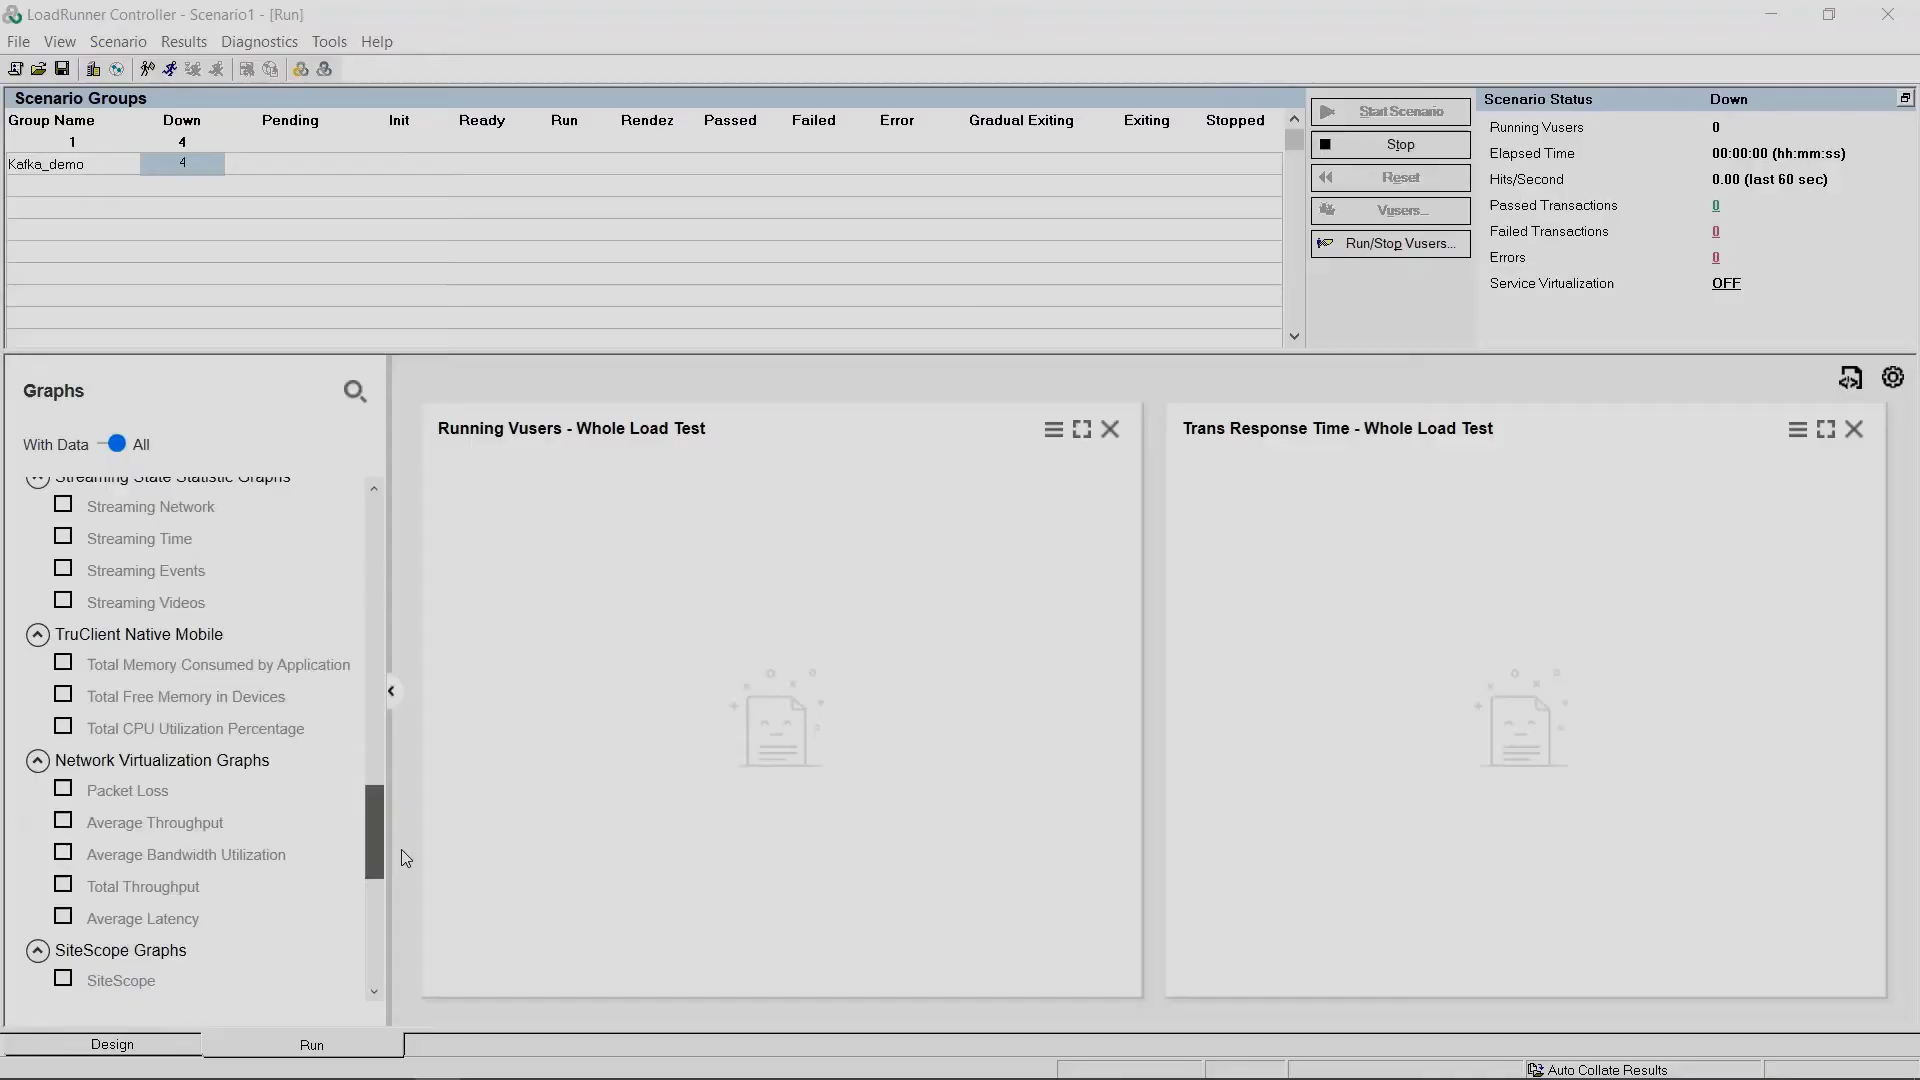 LoadRunner Controller - Scenario1 - [Run]
File View Scenario Results Diagnostics Tools Help
Scenario Groups
Group Name Down Pending Init Ready Run Rendez Passed Failed Error Gradual Exiting Exiting Stopped
1 4
Kafka_demo 4
Start Scenario
Stop
Reset
Vusers...
Run/Stop Vusers...
Scenario Status Down
Running Vusers 0
Elapsed Time 00:00:00 (hh:mm:ss)
Hits/Second 0.00 (last 60 sec)
Passed Transactions 0
Failed Transactions 0
Errors 0
Service Virtualization OFF
Graphs
With Data All
Streaming State Statistic Graphs
Streaming Network
Streaming Time
Streaming Events
Streaming Videos
TruClient Native Mobile
Total Memory Consumed by Application
Total Free Memory in Devices
Total CPU Utilization Percentage
Network Virtualization Graphs
Packet Loss
Average Throughput
Average Bandwidth Utilization
Total Throughput
Average Latency
SiteScope Graphs
SiteScope
Running Vusers - Whole Load Test
Trans Response Time - Whole Load Test
Design Run
Auto Collate Results